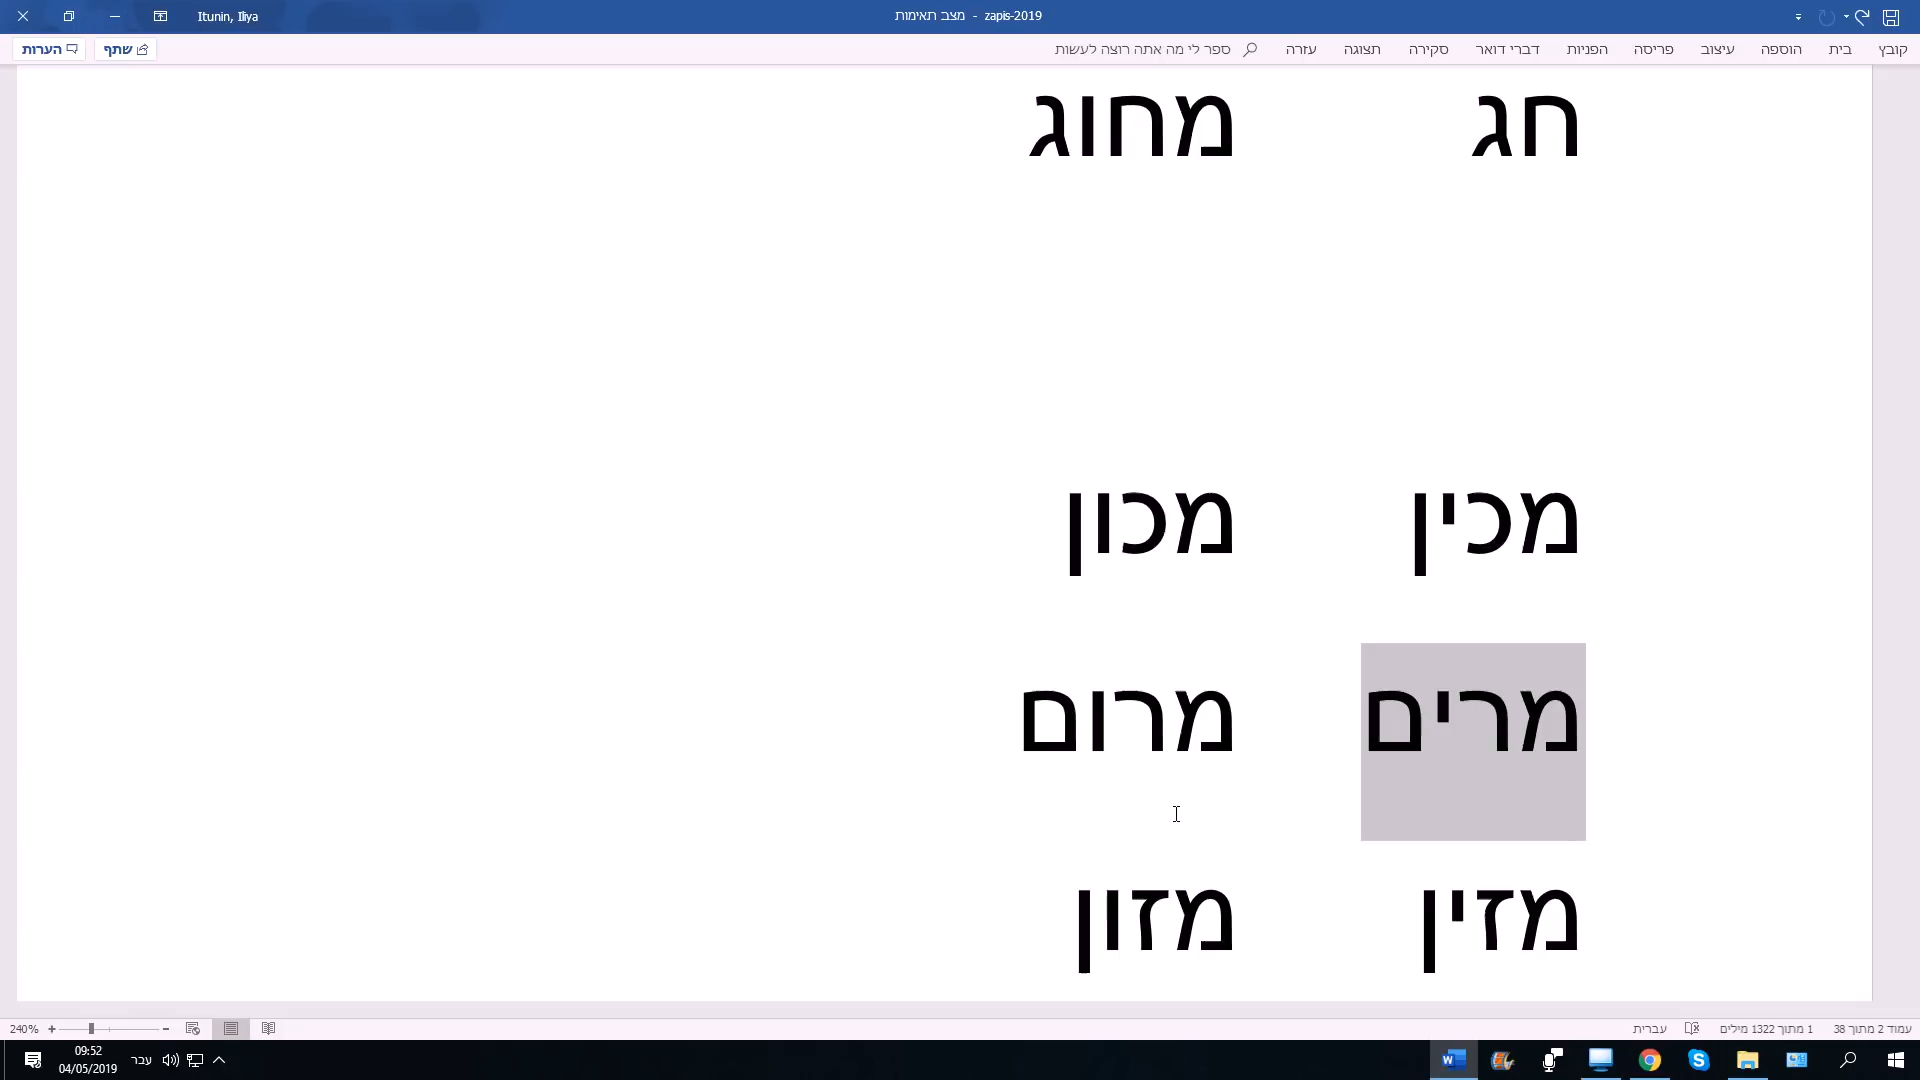 zapis-2019 - מצב תאימות
Itunin, Iliya
קובץ בית הוספה עיצוב פריסה הפניות דברי דואר סקירה תצוגה עזרה ספר לי מה אתה רוצה לעשות שתף הערות
חג מחוג
מכין מכון
מרים מרום
מזין מזון
עמוד 2 מתוך 38 1 מתוך 1322 מילים עברית 240%
עבר 09:52
04/05/2019